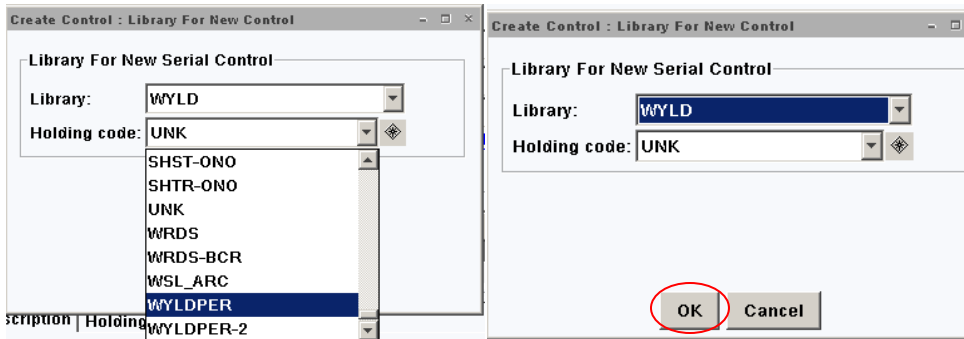 Create Control : Library For New Control
Library For New Serial Control
Library: WYLD
Holding code: UNK
SHST-ONO
SHTR-ONO
UNK
WRDS
WRDS-BCR
WSL_ARC
WYLDPER
WYLDPER-2
scription Holding
Create Control : Library For New Control
Library For New Serial Control
Library: WYLD
Holding code: UNK
OK Cancel